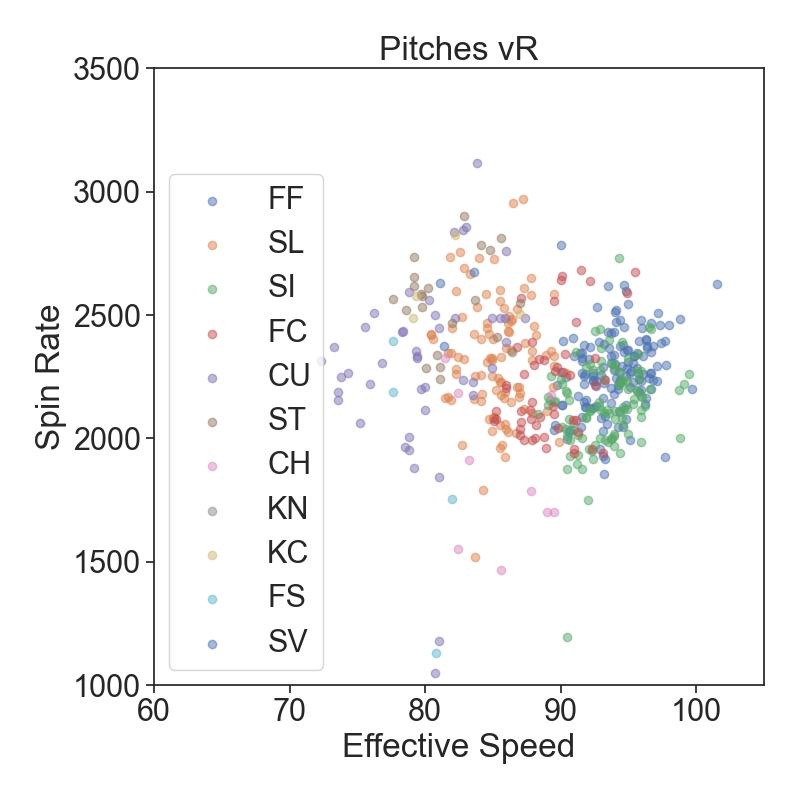 Pitches vR
3500
3000
2500
2000
1500
1000
Spin Rate
FF
SL
SI
FC
CU
ST
CH
KN
KC
FS
SV
60 70 80 90 100
Effective Speed